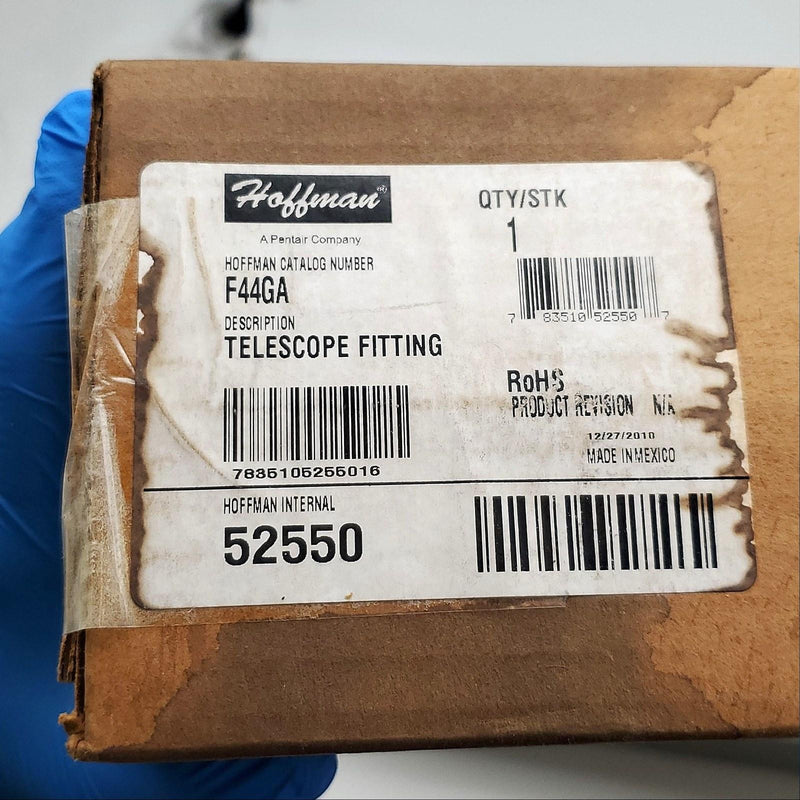 Hoffman®
A Pentair Company
HOFFMAN CATALOG NUMBER
F44GA
DESCRIPTION
TELESCOPE FITTING
7835105255016
QTY/STK
1
7 83510 52550 7
RoHS
PRODUCT REVISION N/A
12/27/2010
MADE IN MEXICO
HOFFMAN INTERNAL
52550